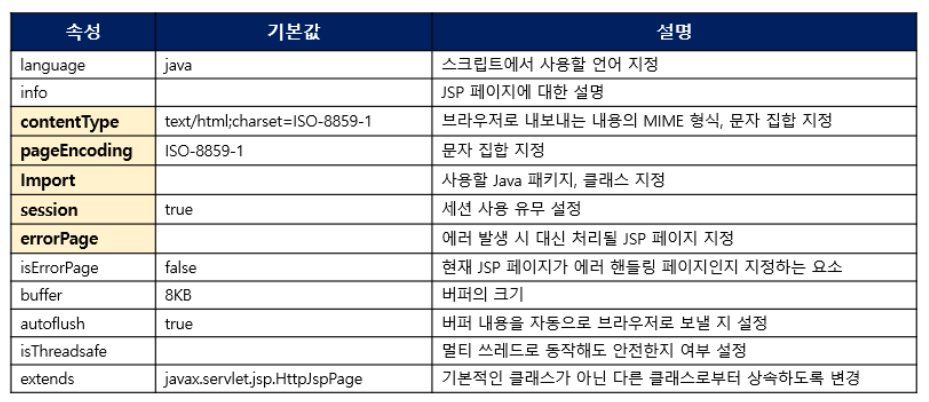 속성 기본값 설명
language java 스크립트에서 사용할 언어 지정
info JSP 페이지에 대한 설명
contentType text/html;charset=ISO-8859-1 브라우저로 내보내는 내용의 MIME 형식, 문자 집합 지정
pageEncoding ISO-8859-1 문자 집합 지정
Import 사용할 Java 패키지, 클래스 지정
session true 세션 사용 유무 설정
errorPage 에러 발생 시 대신 처리될 JSP 페이지 지정
isErrorPage false 현재 JSP 페이지가 에러 핸들링 페이지인지 지정하는 요소
buffer 8KB 버퍼의 크기
autoflush true 버퍼 내용을 자동으로 브라우저로 보낼 지 설정
isThreadsafe 멀티 쓰레드로 동작해도 안전한지 여부 설정
extends javax.servlet.jsp.HttpJspPage 기본적인 클래스가 아닌 다른 클래스로부터 상속하도록 변경